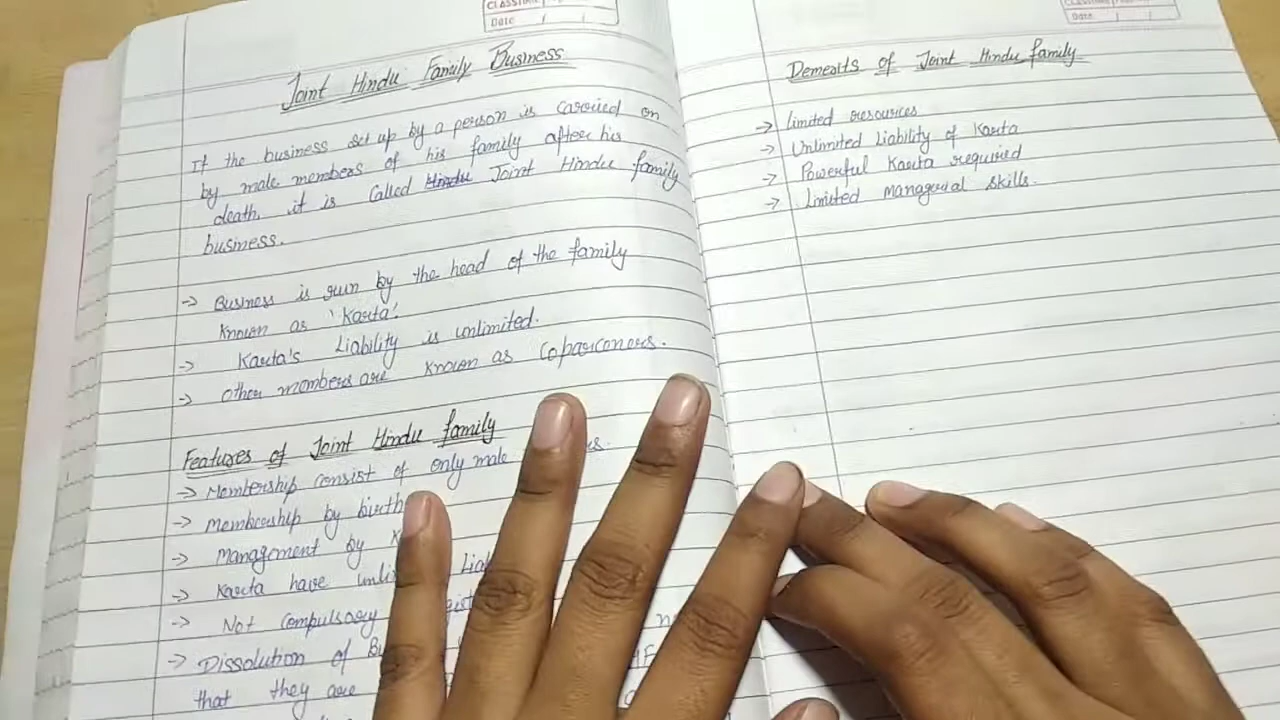 CLASSTIME
Date
Joint Hindu Family Business
If the business set up by a person is carried on
by male members of his family after his
death, it is called Hindu Joint Hindu family
business.
-> Business is run by the head of the family
known as 'Karta'.
-> Karta's Liability is unlimited.
-> Other members are known as Coparceners.
Features of Joint Hindu family
-> Membership consist of only male
-> Membership by birth
-> Management by
-> Karta have
-> Not Compulsory
-> Dissolution of
that they are
Date
Demerits of Joint Hindu family
-> Limited resources
-> Unlimited Liability of Karta
-> Powerful Karta required
-> Limited Managerial skills.